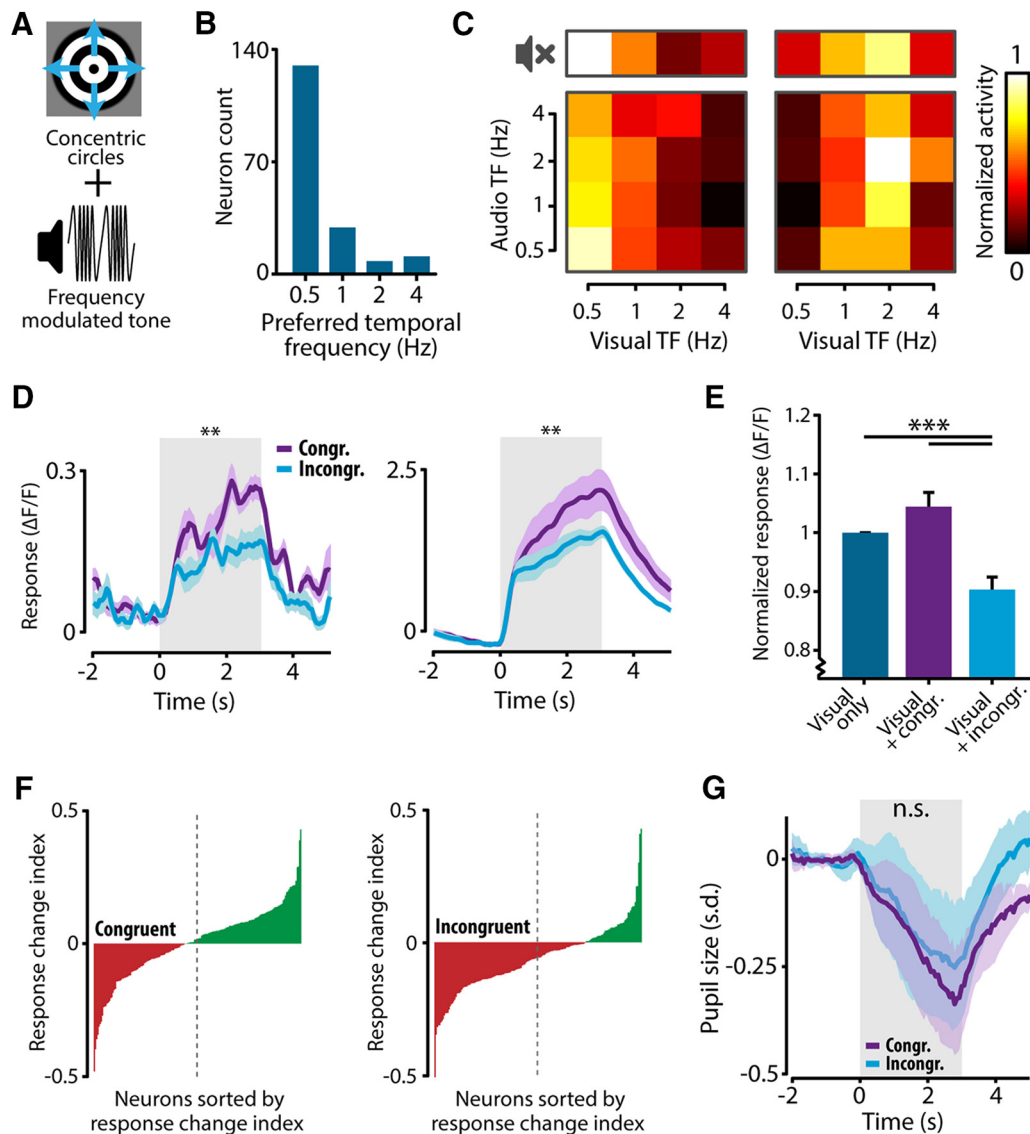 A
Concentric
circles
+
Frequency
modulated tone
B
Neuron count
140
70
0
0.5 1 2 4
Preferred temporal
frequency (Hz)
C
Audio TF (Hz)
4
2
1
0.5
0.5 1 2 4
Visual TF (Hz)
0.5 1 2 4
Visual TF (Hz)
1
Normalized activity
0
D
**
Congr.
Incongr.
Response (ΔF/F)
0.3
0
-2 0 2 4
Time (s)
**
2.5
0
-2 0 2 4
Time (s)
E
***
Normalized response (ΔF/F)
1.2
1.1
1
0.9
0.8
Visual
only
Visual
+ congr.
Visual
+ incongr.
F
Response change index
0.5
0
-0.5
Congruent
Neurons sorted by
response change index
Response change index
0.5
0
-0.5
Incongruent
Neurons sorted by
response change index
G
n.s.
Pupil size (s.d.)
0
-0.25
-0.5
Congr.
Incongr.
-2 0 2 4
Time (s)